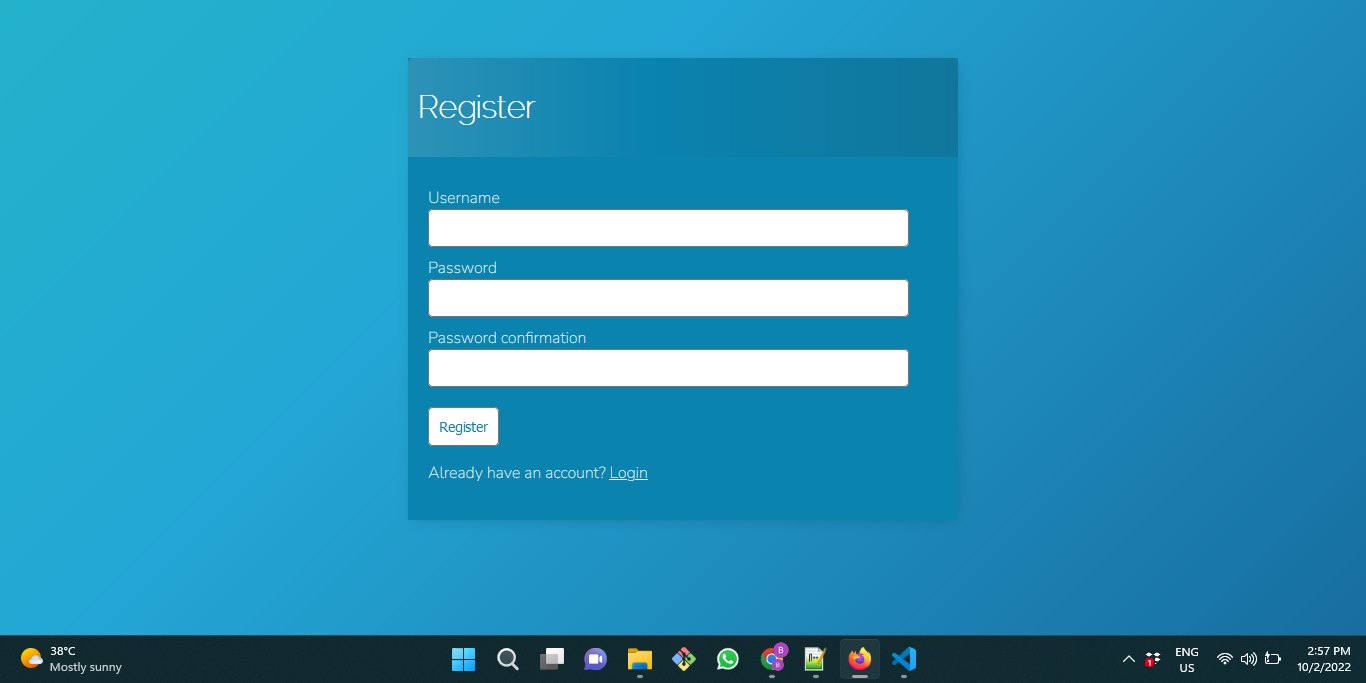 Register
Username
Password
Password confirmation
Register
Already have an account? Login
38°C
Mostly sunny
B
B
1
ENG
US
2:57 PM
10/2/2022